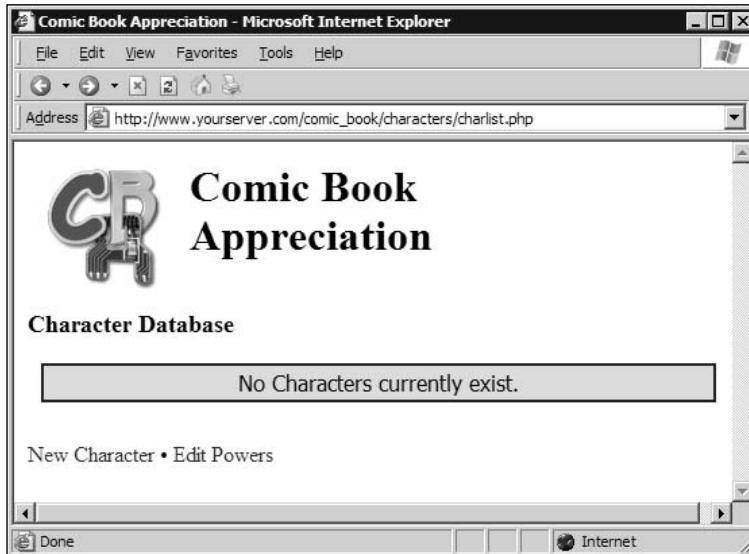 Comic Book Appreciation - Microsoft Internet Explorer
File Edit View Favorites Tools Help
Address http://www.yourserver.com/comic_book/characters/charlist.php
CB
Comic Book
Appreciation
Character Database
No Characters currently exist.
New Character • Edit Powers
Done
Internet